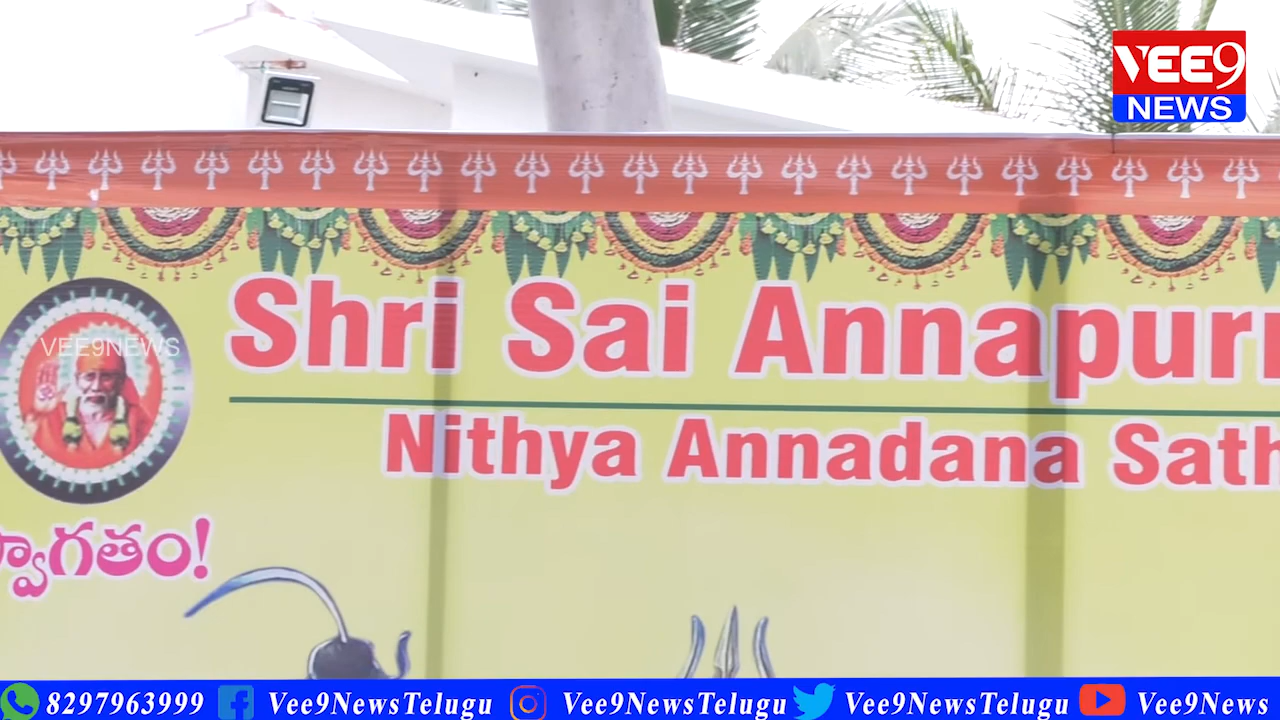 VEE9
NEWS
Shri Sai Annapur
VEE9NEWS
Nithya Annadana Sath
స్వాగతం!
8297963999 Vee9NewsTelugu Vee9NewsTelugu Vee9NewsTelugu Vee9News